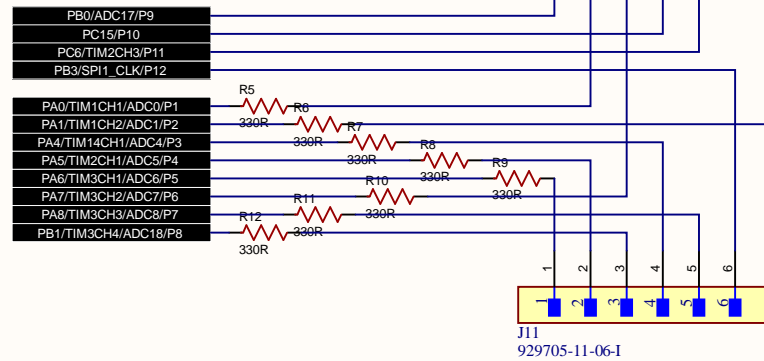 PB0/ADC17/P9
PC15/P10
PC6/TIM2CH3/P11
PB3/SPI1_CLK/P12
R5
PA0/TIM1CH1/ADC0/P1
R6
330R
PA1/TIM1CH2/ADC1/P2
R7
330R
PA4/TIM14CH1/ADC4/P3
R8
330R
PA5/TIM2CH1/ADC5/P4
R9
330R
PA6/TIM3CH1/ADC6/P5
R10
330R
PA7/TIM3CH2/ADC7/P6
R11
330R
PA8/TIM3CH3/ADC8/P7
R12
330R
PB1/TIM3CH4/ADC18/P8
330R
1 2 3 4 5 6
1 2 3 4 5 6
J11
929705-11-06-I